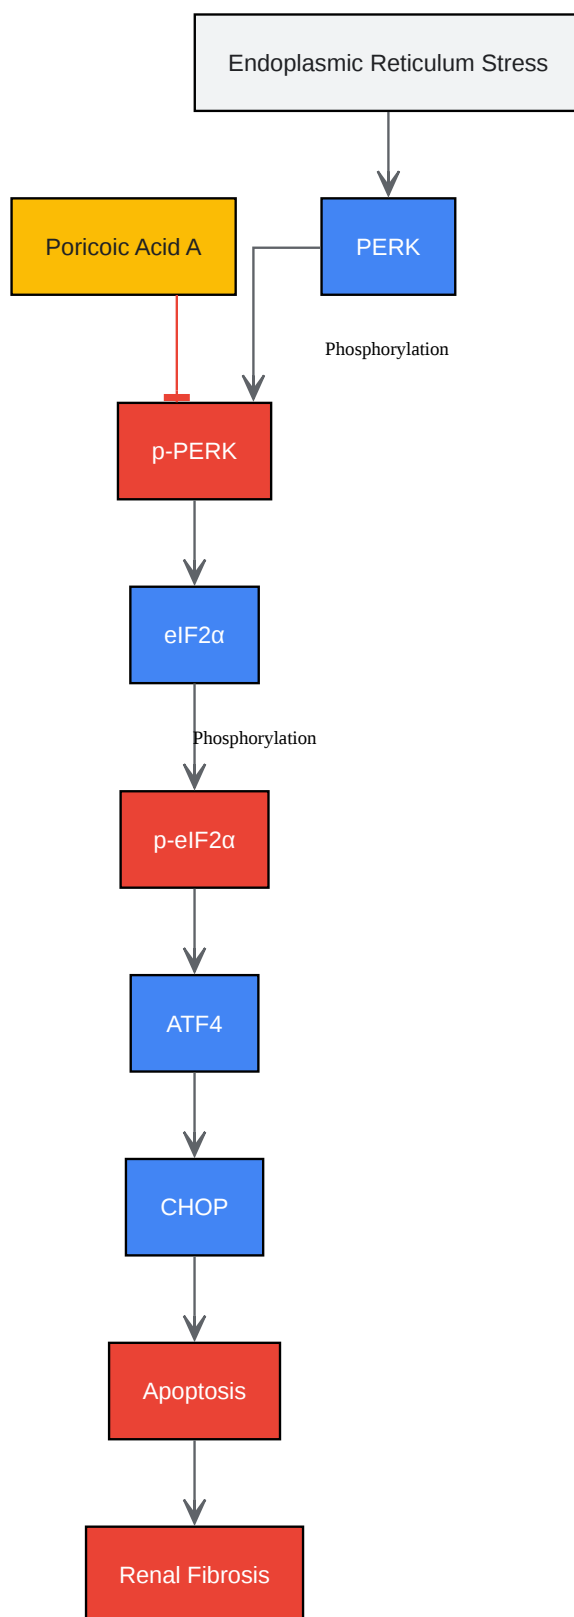 Endoplasmic Reticulum Stress
Poricoic Acid A
PERK
Phosphorylation
p-PERK
eIF2α
Phosphorylation
p-eIF2α
ATF4
CHOP
Apoptosis
Renal Fibrosis